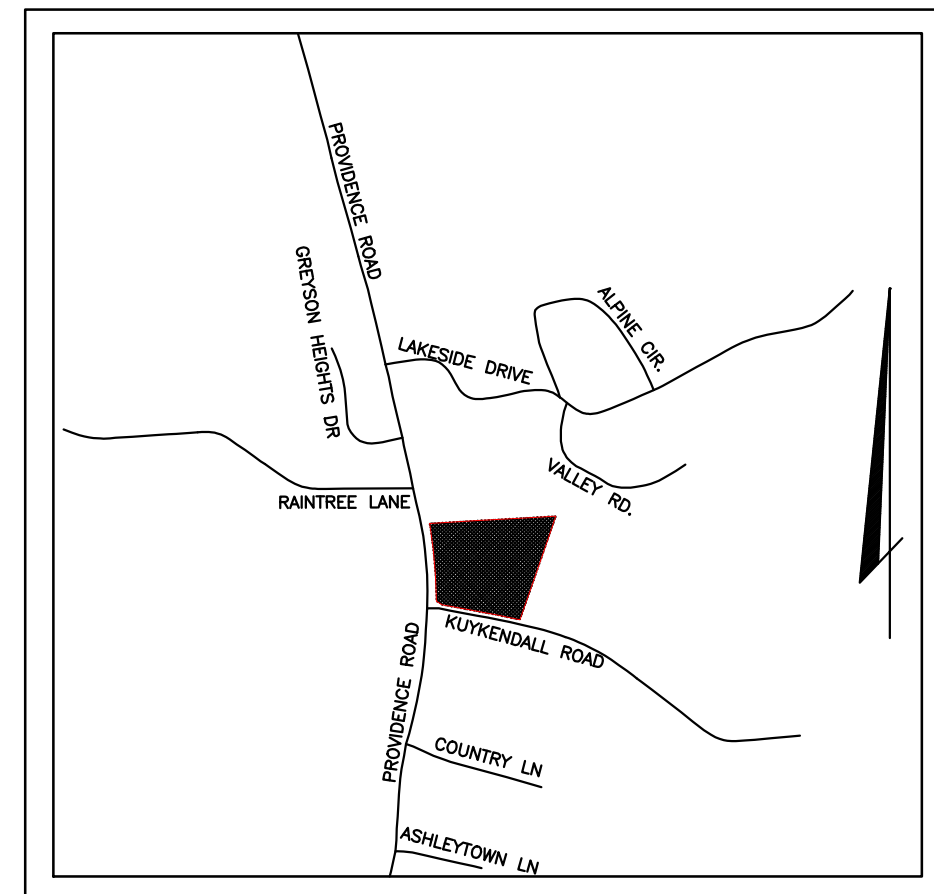 PROVIDENCE ROAD
GREYSON HEIGHTS DR
LAKESIDE DRIVE
ALPINE CIR.
VALLEY RD.
RAINTREE LANE
KUYKENDALL ROAD
PROVIDENCE ROAD
COUNTRY LN
ASHLEYTOWN LN